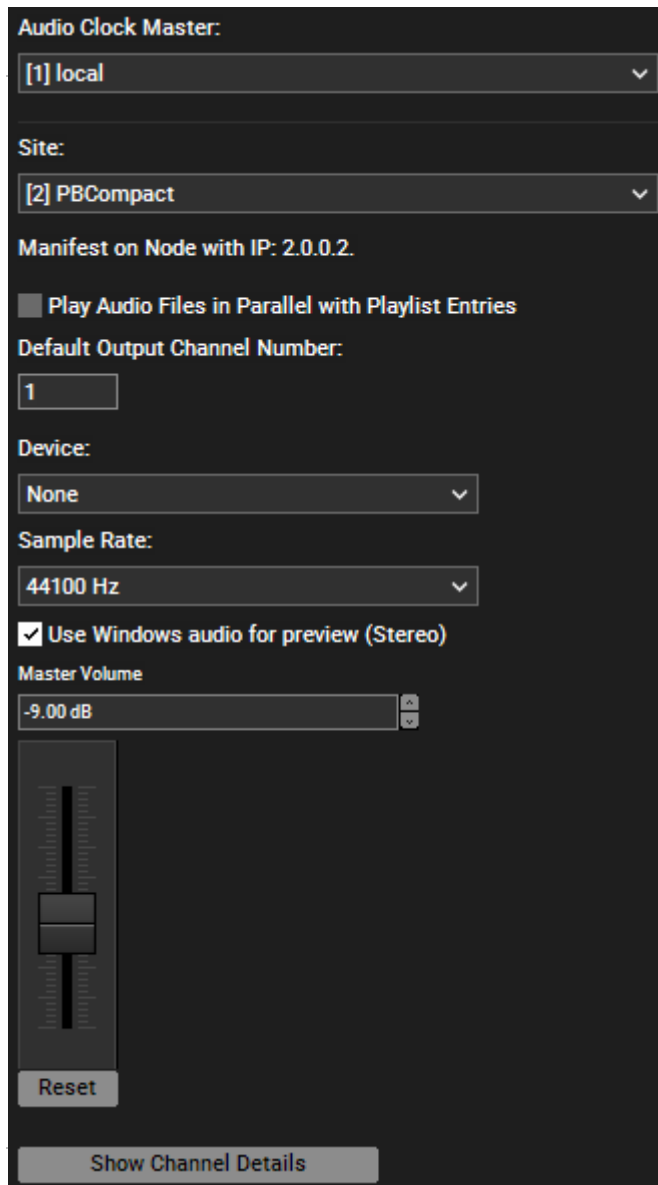 Audio Clock Master:
[1] local
Site:
[2] PBCompact
Manifest on Node with IP: 2.0.0.2.
Play Audio Files in Parallel with Playlist Entries
Default Output Channel Number:
1
Device:
None
Sample Rate:
44100 Hz
Use Windows audio for preview (Stereo)
Master Volume
-9.00 dB
Reset
Show Channel Details